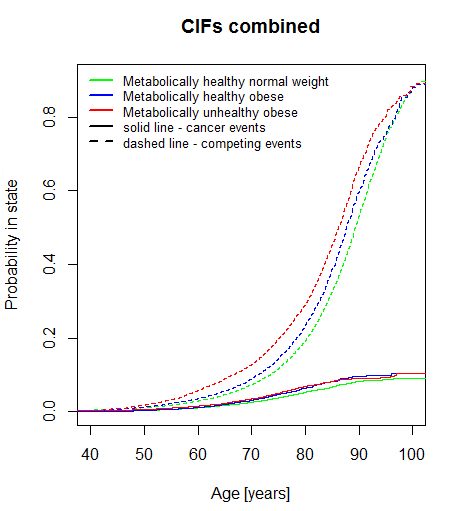 CIFs combined
Metabolically healthy normal weight
Metabolically healthy obese
Metabolically unhealthy obese
solid line - cancer events
dashed line - competing events
Probability in state
0.8
0.6
0.4
0.2
0.0
40 50 60 70 80 90 100
Age [years]